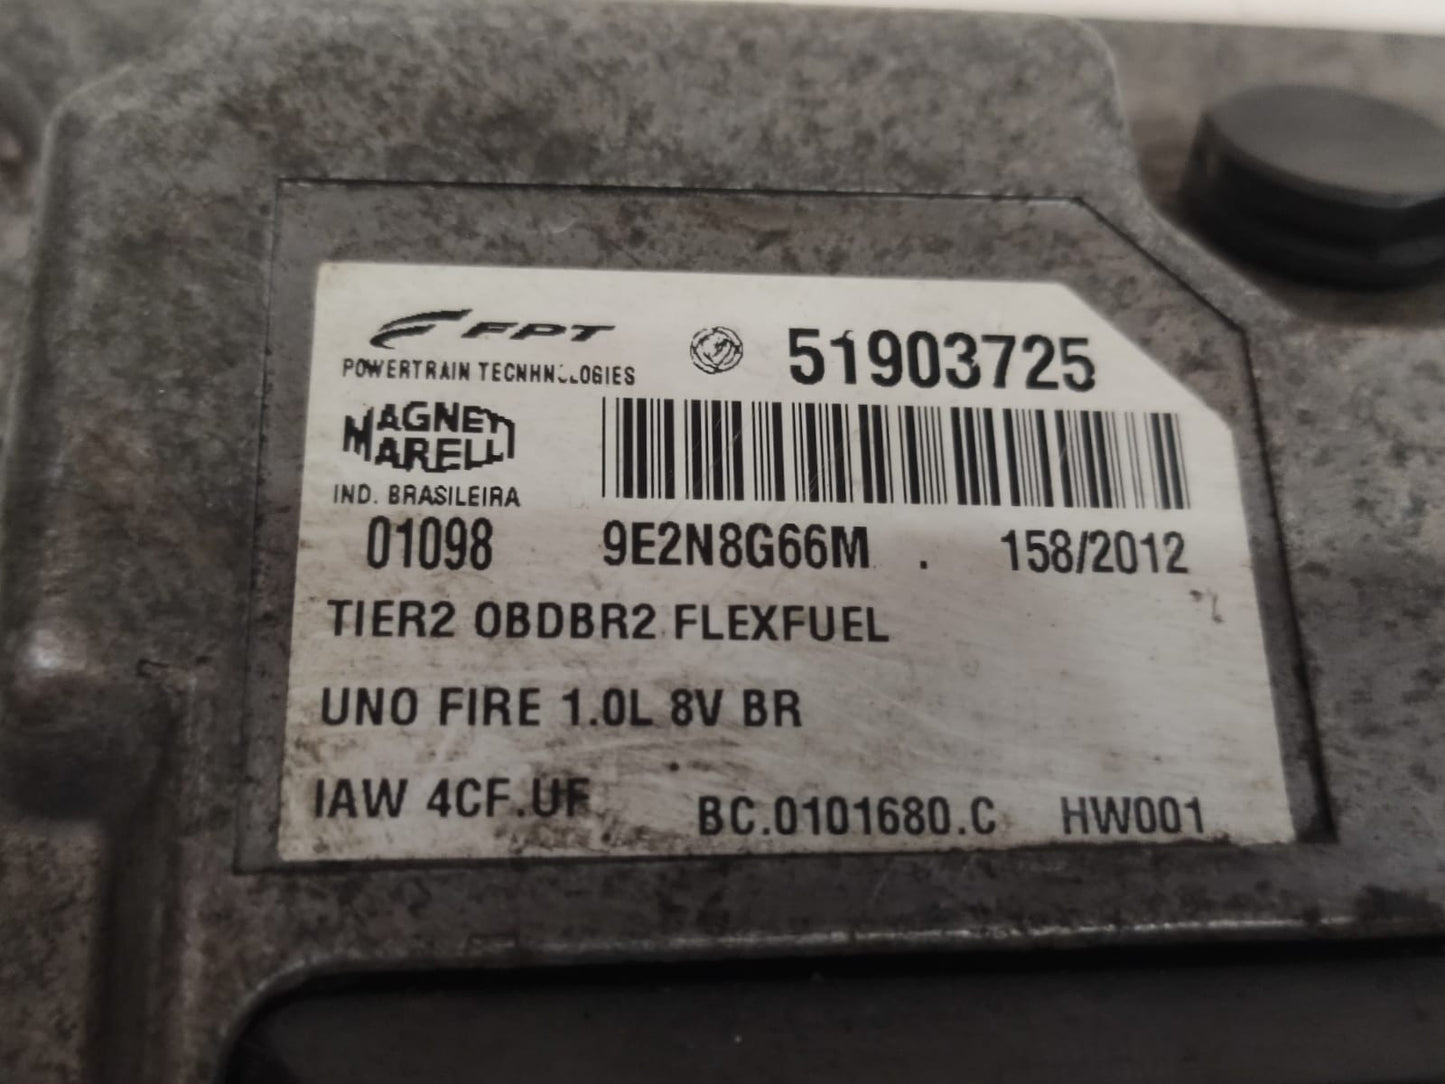 FPT 51903725
POWERTRAIN
MAGNETI
MARELLI
IND. BRASILEIRA
01098 9E2N8G66M . 158/2012
TIER2 OBDBR2 FLEXFUEL
UNO FIRE 1.0L 8V BR
IAW 4CF.UF BC.0101680.C HW001